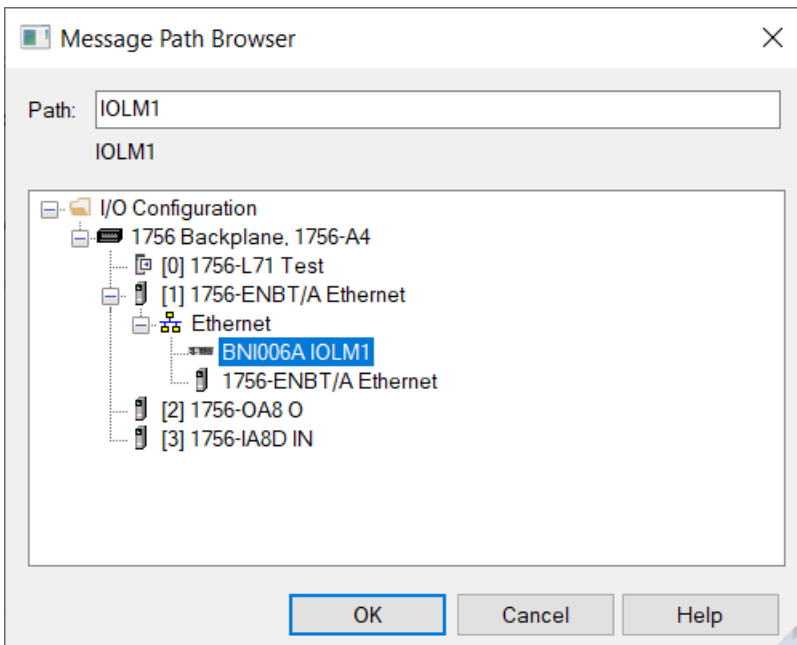 Message Path Browser
Path: IOLM1
IOLM1
I/O Configuration
1756 Backplane, 1756-A4
[0] 1756-L71 Test
[1] 1756-ENBT/A Ethernet
Ethernet
BNI006A IOLM1
1756-ENBT/A Ethernet
[2] 1756-OA8 O
[3] 1756-IA8D IN
OK Cancel Help